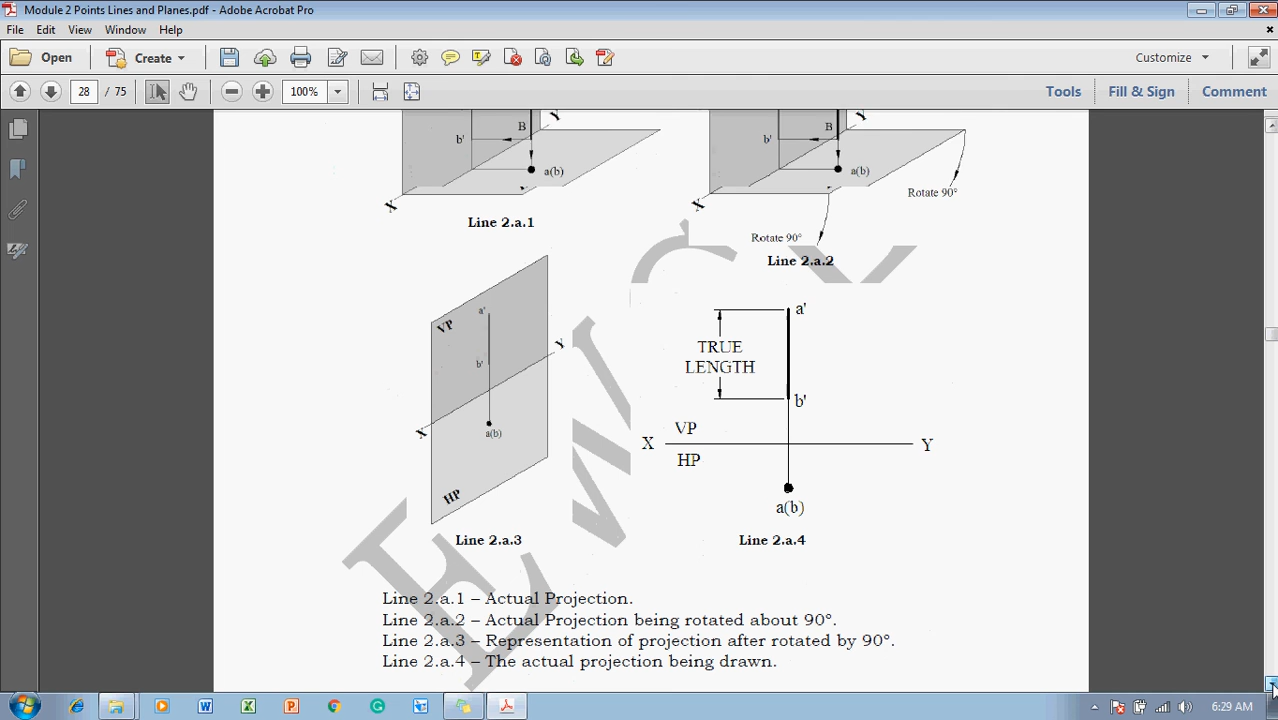 Module 2 Points Lines and Planes.pdf - Adobe Acrobat Pro
File Edit View Window Help
Open Create Customize
28 / 75 100% Tools Fill & Sign Comment
Y Y
b' B b' B
a(b) a(b)
X X Rotate 90°
Line 2.a.1
Rotate 90°
Line 2.a.2
VP a' a'
TRUE
LENGTH
Y
b' b'
X VP
a(b) X Y
HP
HP a(b)
Line 2.a.3 Line 2.a.4
Line 2.a.1 – Actual Projection.
Line 2.a.2 – Actual Projection being rotated about 90°.
Line 2.a.3 – Representation of projection after rotated by 90°.
Line 2.a.4 – The actual projection being drawn.
6:29 AM